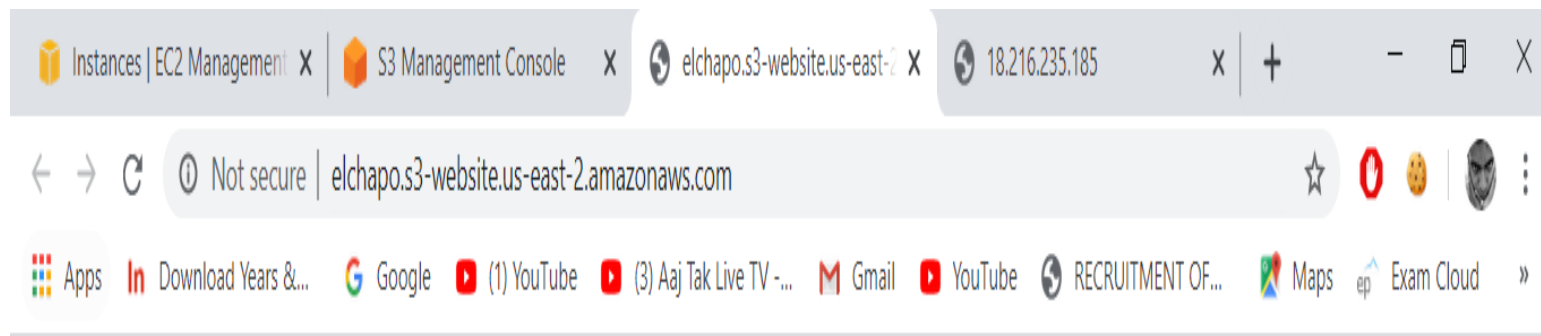 Instances | EC2 Management S3 Management Console elchapo.s3-website.us-east-2 18.216.235.185
Not secure elchapo.s3-website.us-east-2.amazonaws.com
Apps In Download Years &... G Google (1) YouTube (3) Aaj Tak Live TV -... M Gmail YouTube RECRUITMENT OF... Maps ep Exam Cloud »